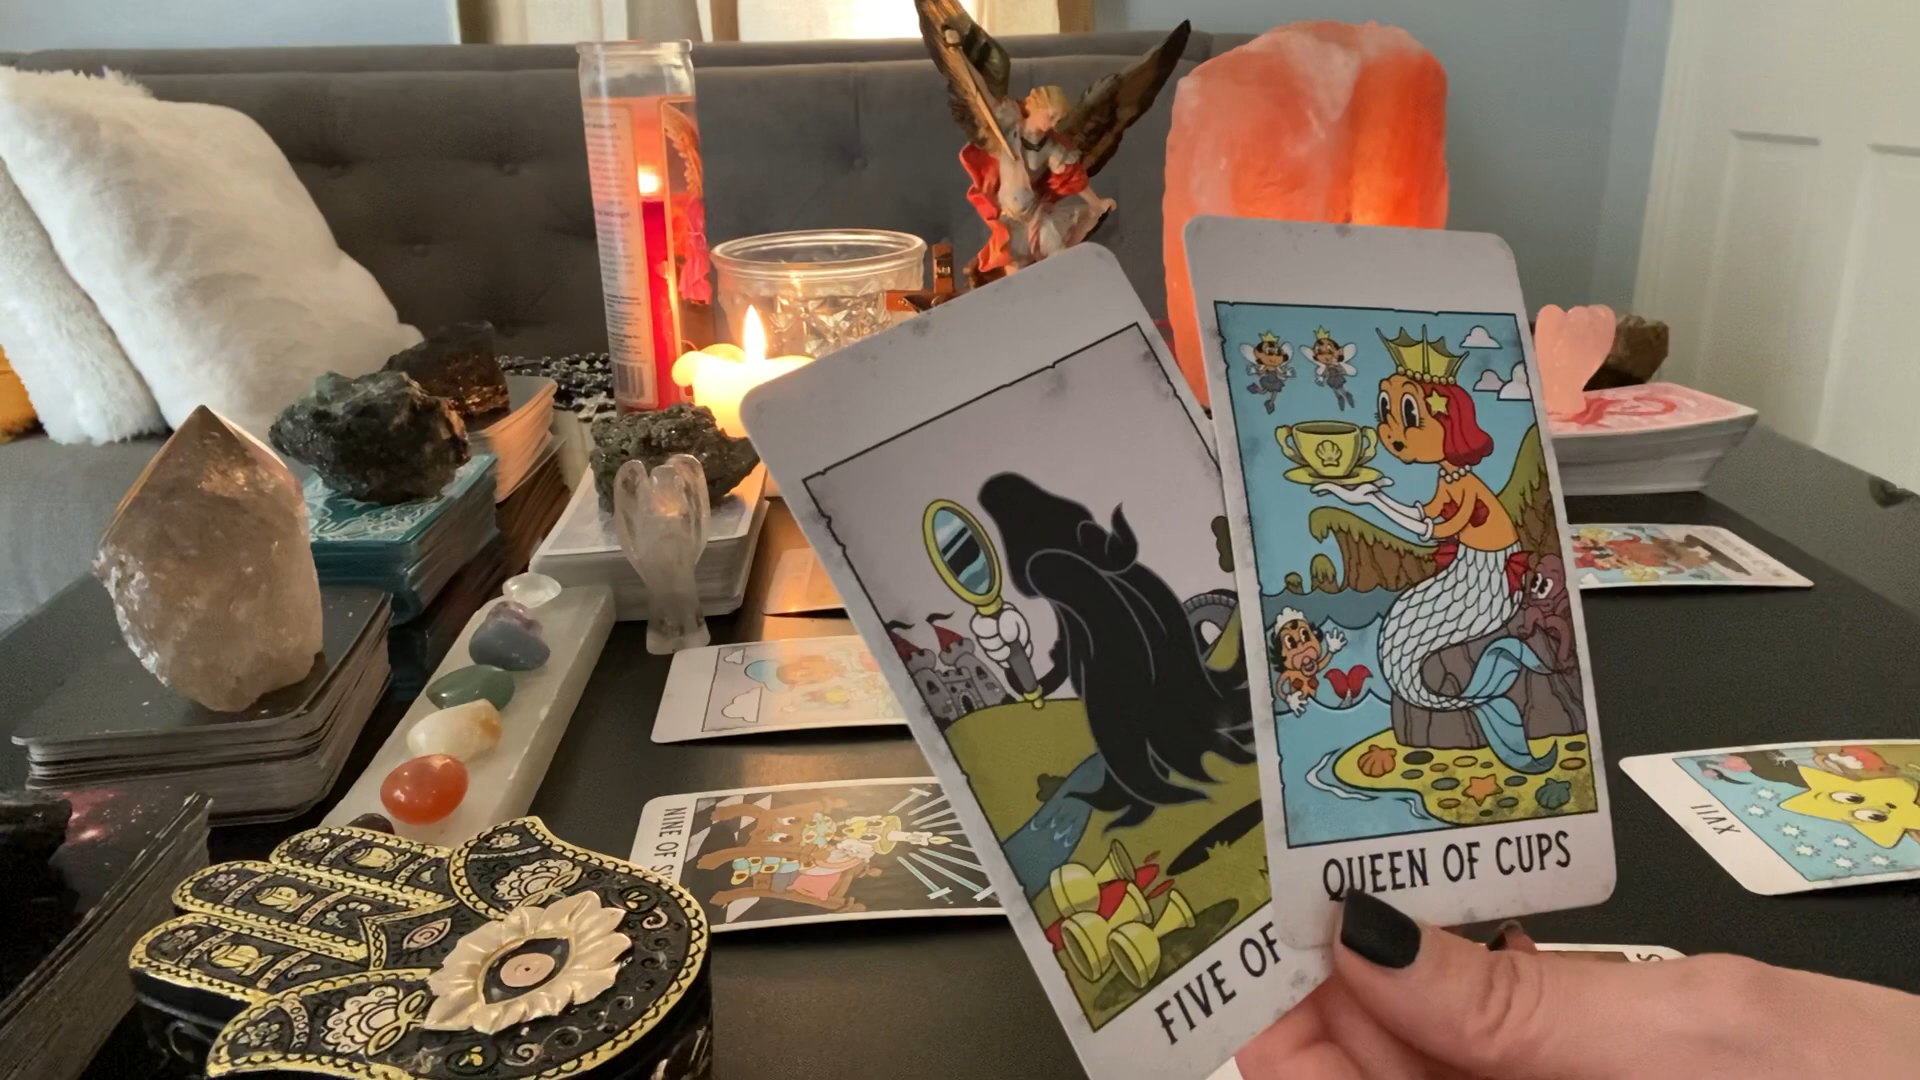 QUEEN OF CUPS
FIVE OF
NINE OF
XVII